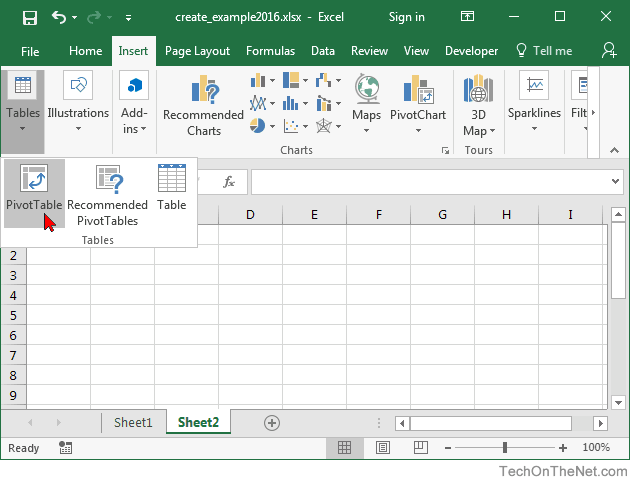 create_example2016.xlsx - Excel
Sign in
File Home Insert Page Layout Formulas Data Review View Developer Tell me
Tables
Illustrations
Add-
ins
Recommended
Charts
Maps
PivotChart
3D
Map
Sparklines
Filt
Charts
Tours
PivotTable
Recommended
PivotTables
Table
Tables
fx
D E F G H I
2
3
4
5
6
7
8
9
Sheet1 Sheet2
Ready
100%
TechOnTheNet.com